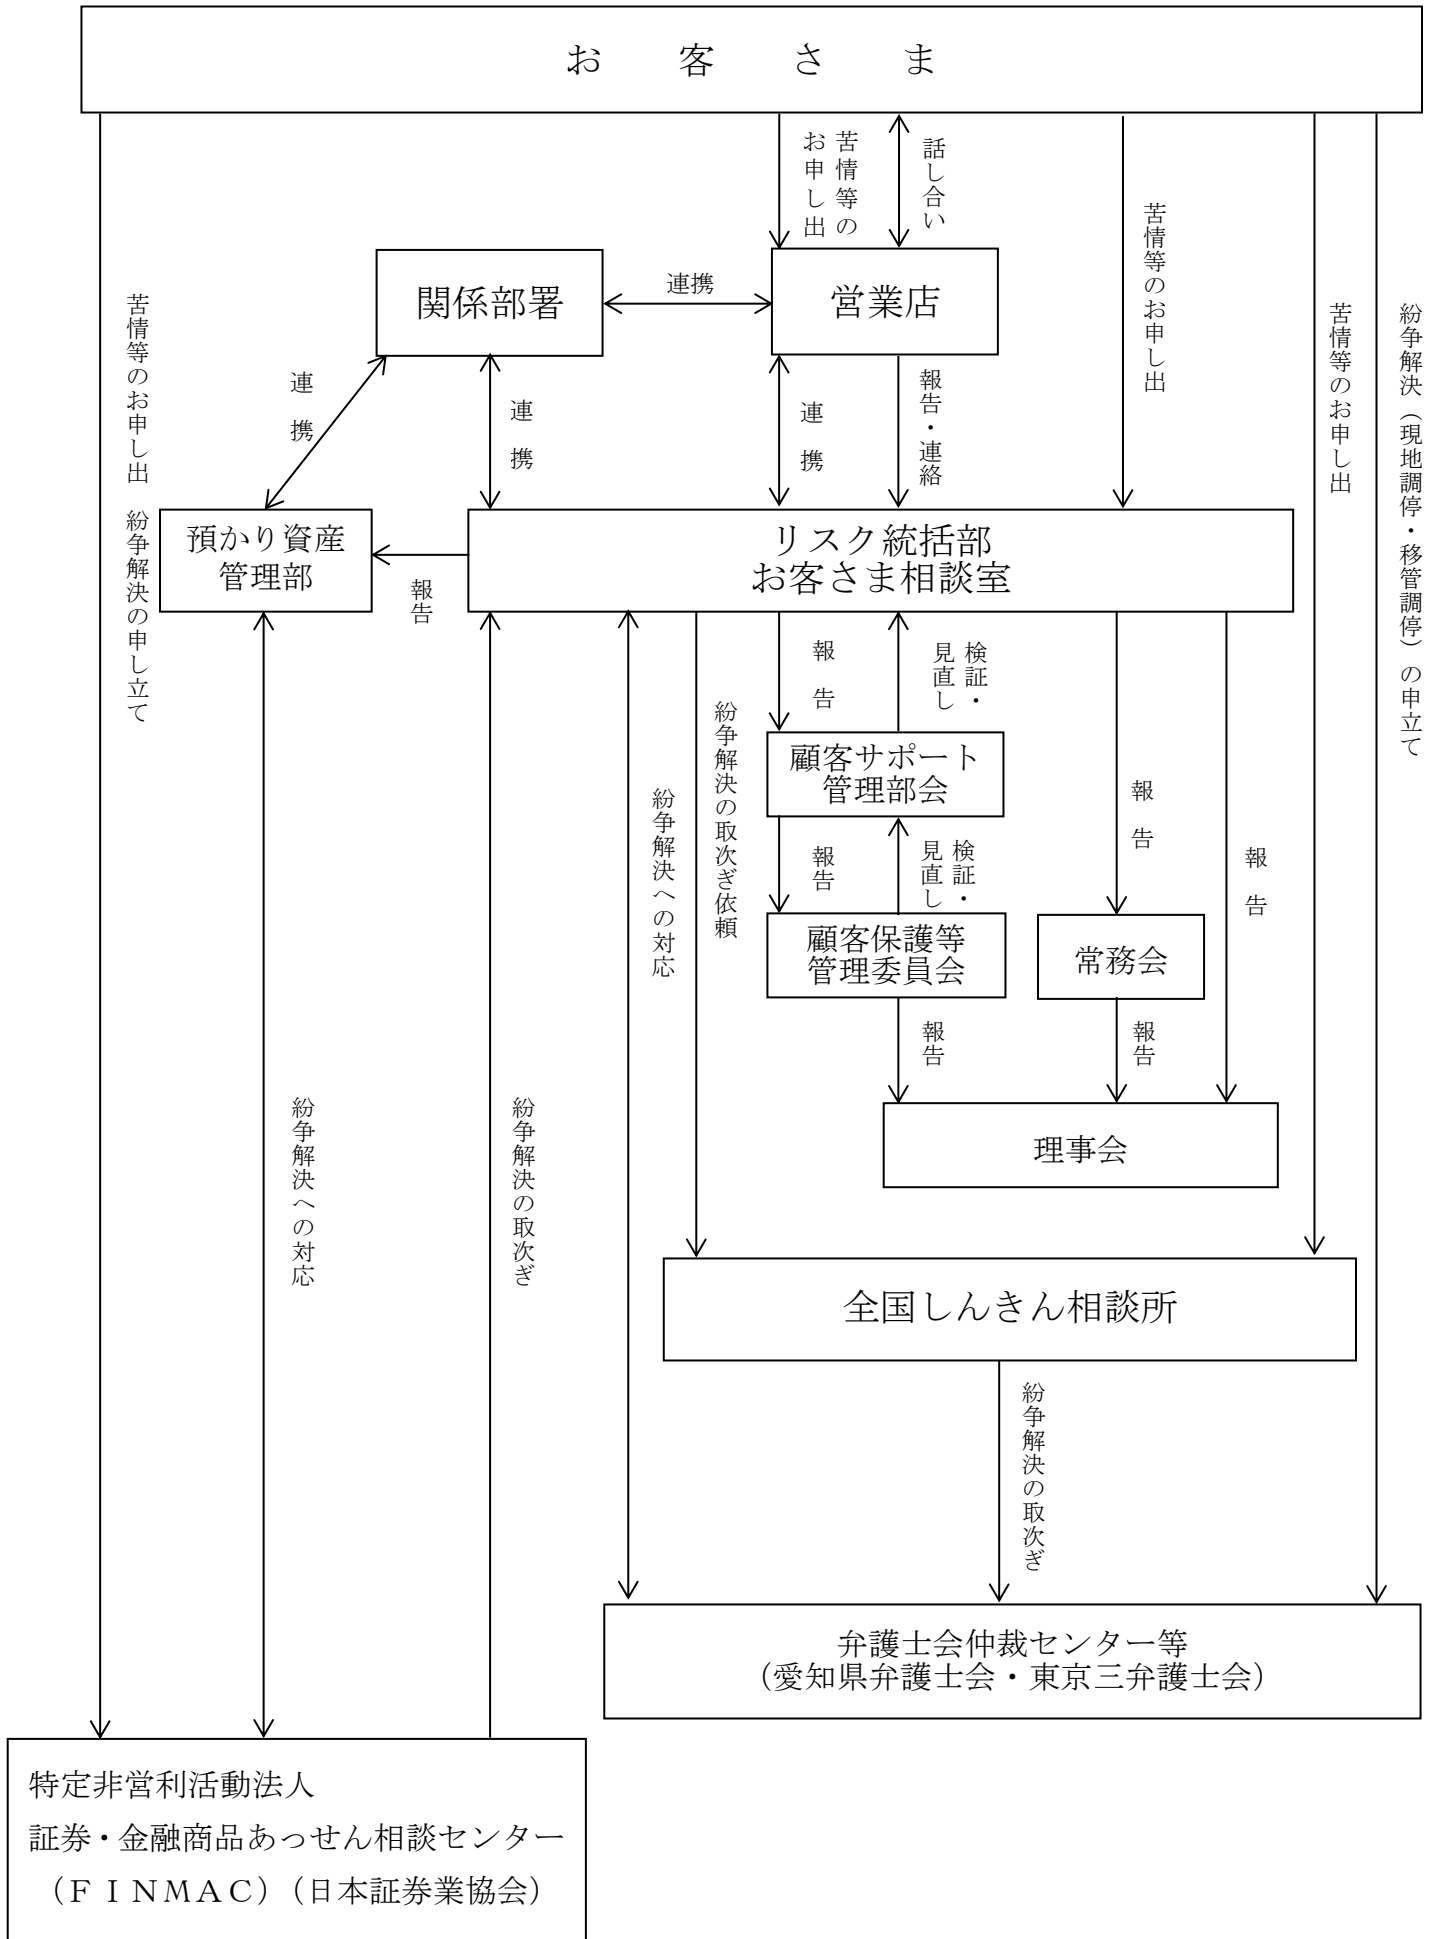 お客さま
苦情等の
お申し出
話し合い
苦情等のお申し出
関係部署
連携
営業店
苦情等のお申し出 紛争解決の申し立て
苦情等のお申し出
紛争解決（現地調停・移管調停）の申立て
連携
連携
連携
報告・連絡
預かり資産
管理部
報告
リスク統括部
お客さま相談室
報告
検証・
見直し
紛争解決の取次ぎ依頼
紛争解決への対応
顧客サポート
管理部会
報告
報告
検証・
見直し
報告
顧客保護等
管理委員会
常務会
報告
報告
理事会
紛争解決への対応
紛争解決の取次ぎ
全国しんきん相談所
紛争解決の取次ぎ
弁護士会仲裁センター等
（愛知県弁護士会・東京三弁護士会）
特定非営利活動法人
証券・金融商品あっせん相談センター
（ＦＩＮＭＡＣ）（日本証券業協会）